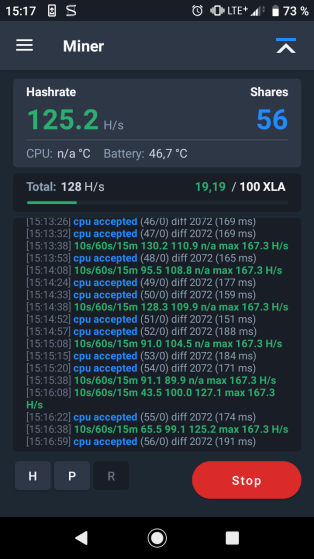 15:17 LTE+ 73 %
Miner
Hashrate Shares
125.2 H/s 56
CPU: n/a °C Battery: 46,7 °C
Total: 128 H/s 19,19 / 100 XLA
[15:13:26] cpu accepted (46/0) diff 2072 (169 ms)
[15:13:32] cpu accepted (47/0) diff 2072 (169 ms)
[15:13:38] 10s/60s/15m 130.2 110.9 n/a max 167.3 H/s
[15:13:53] cpu accepted (48/0) diff 2072 (165 ms)
[15:14:08] 10s/60s/15m 95.5 108.8 n/a max 167.3 H/s
[15:14:24] cpu accepted (49/0) diff 2072 (177 ms)
[15:14:33] cpu accepted (50/0) diff 2072 (159 ms)
[15:14:38] 10s/60s/15m 128.3 109.9 n/a max 167.3 H/s
[15:14:52] cpu accepted (51/0) diff 2072 (151 ms)
[15:14:57] cpu accepted (52/0) diff 2072 (188 ms)
[15:15:08] 10s/60s/15m 91.0 104.5 n/a max 167.3 H/s
[15:15:15] cpu accepted (53/0) diff 2072 (184 ms)
[15:15:20] cpu accepted (54/0) diff 2072 (171 ms)
[15:15:38] 10s/60s/15m 91.1 89.9 n/a max 167.3 H/s
[15:16:08] 10s/60s/15m 43.5 100.0 127.1 max 167.3
H/s
[15:16:22] cpu accepted (55/0) diff 2072 (174 ms)
[15:16:38] 10s/60s/15m 65.5 99.1 125.2 max 167.3 H/s
[15:16:59] cpu accepted (56/0) diff 2072 (191 ms)
H P R Stop